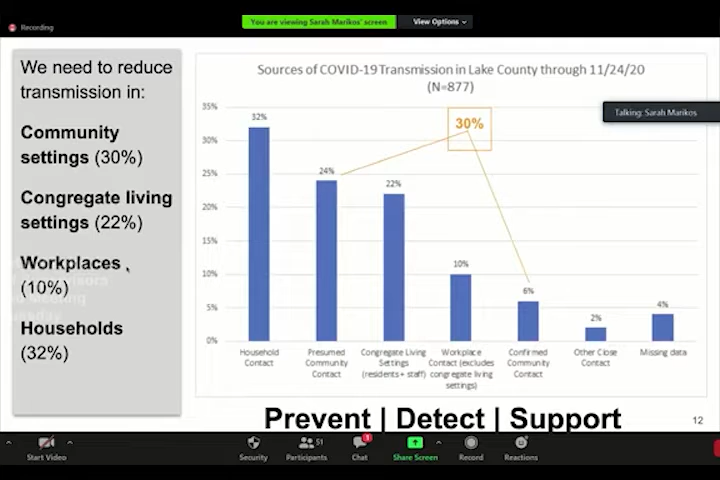 Recording
You are viewing Sarah Marikos' screen
View Options
We need to reduce
transmission in:
Community
settings (30%)
Congregate living
settings (22%)
Workplaces
(10%)
Households
(32%)
Sources of COVID-19 Transmission in Lake County through 11/24/20
(N=877)
Talking: Sarah Marikos
35%
30%
25%
20%
15%
10%
5%
0%
32%
24%
22%
10%
6%
2%
4%
30%
Household
Contact
Presumed
Community
Contact
Congregate Living
Settings
(residents + staff)
Workplace
Contact (excludes
congregate living
settings)
Confirmed
Community
Contact
Other Close
Contact
Missing data
Prevent | Detect | Support
12
Start Video
Security
51
Participants
1
Chat
Share Screen
Record
Reactions